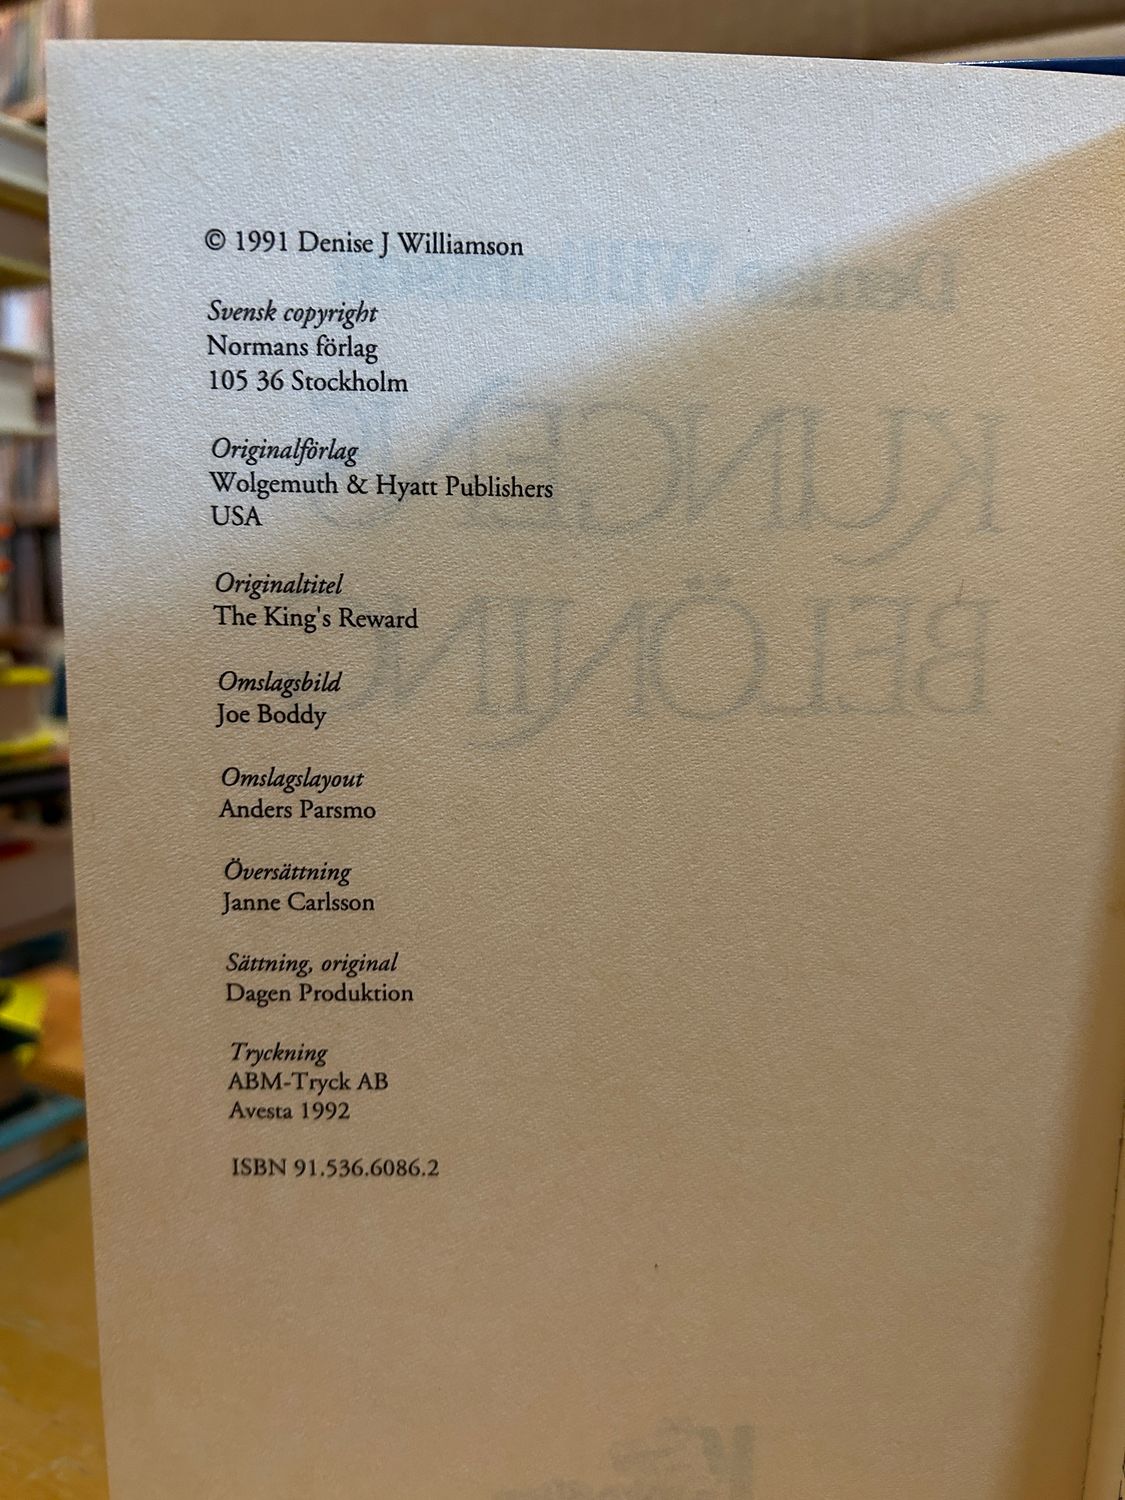 © 1991 Denise J Williamson
Svensk copyright
Normans förlag
105 36 Stockholm
Originalförlag
Wolgemuth & Hyatt Publishers
USA
Originaltitel
The King's Reward
Omslagsbild
Joe Boddy
Omslagslayout
Anders Parsmo
Översättning
Janne Carlsson
Sättning, original
Dagen Produktion
Tryckning
ABM-Tryck AB
Avesta 1992
ISBN 91.536.6086.2
KUNGENS
BELÖNING